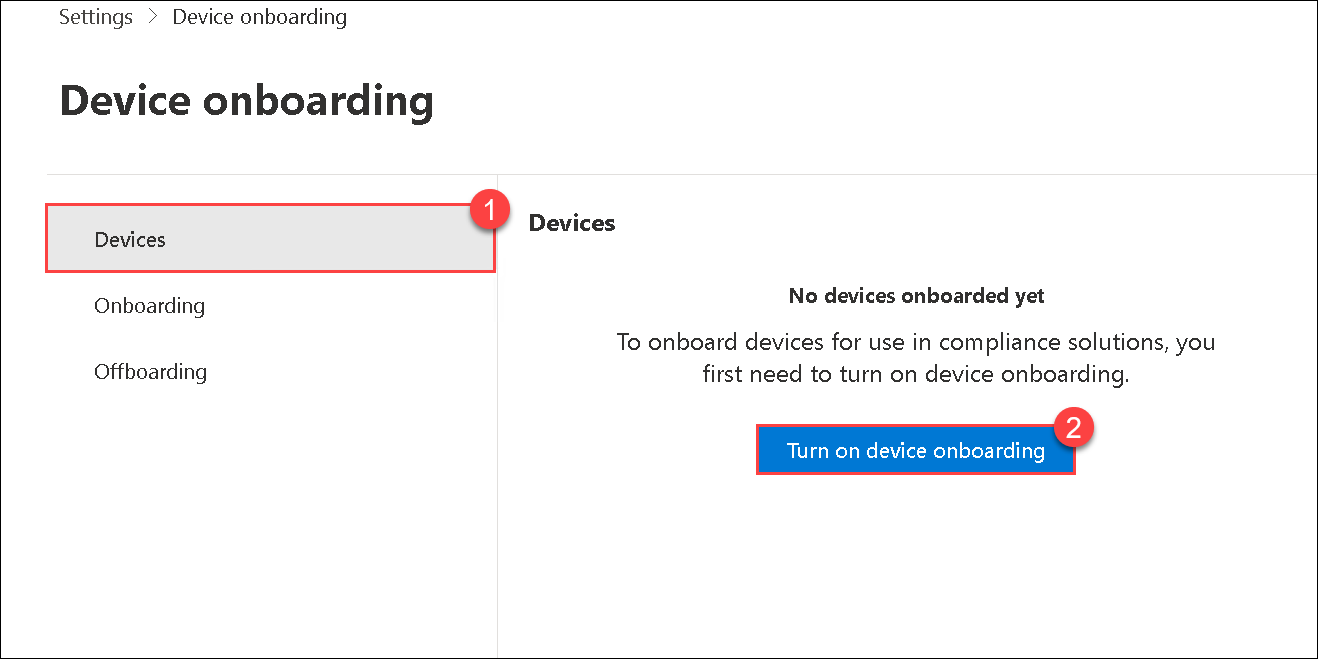 Settings > Device onboarding
Device onboarding
1
Devices
Onboarding
Offboarding
Devices
No devices onboarded yet
To onboard devices for use in compliance solutions, you
first need to turn on device onboarding.
2
Turn on device onboarding